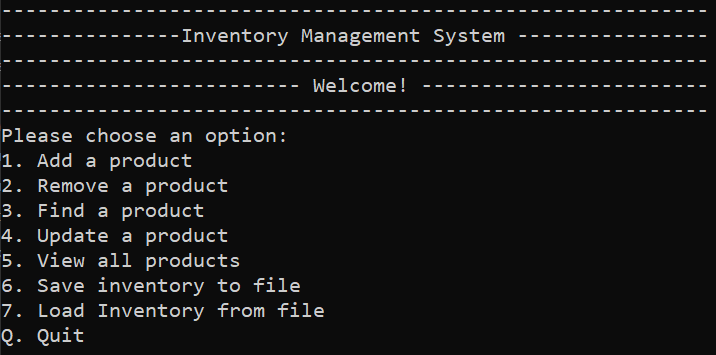 -----------------------------------------------------------
---------------Inventory Management System ----------------
-----------------------------------------------------------
------------------------- Welcome! ------------------------
-----------------------------------------------------------
Please choose an option:
1. Add a product
2. Remove a product
3. Find a product
4. Update a product
5. View all products
6. Save inventory to file
7. Load Inventory from file
Q. Quit